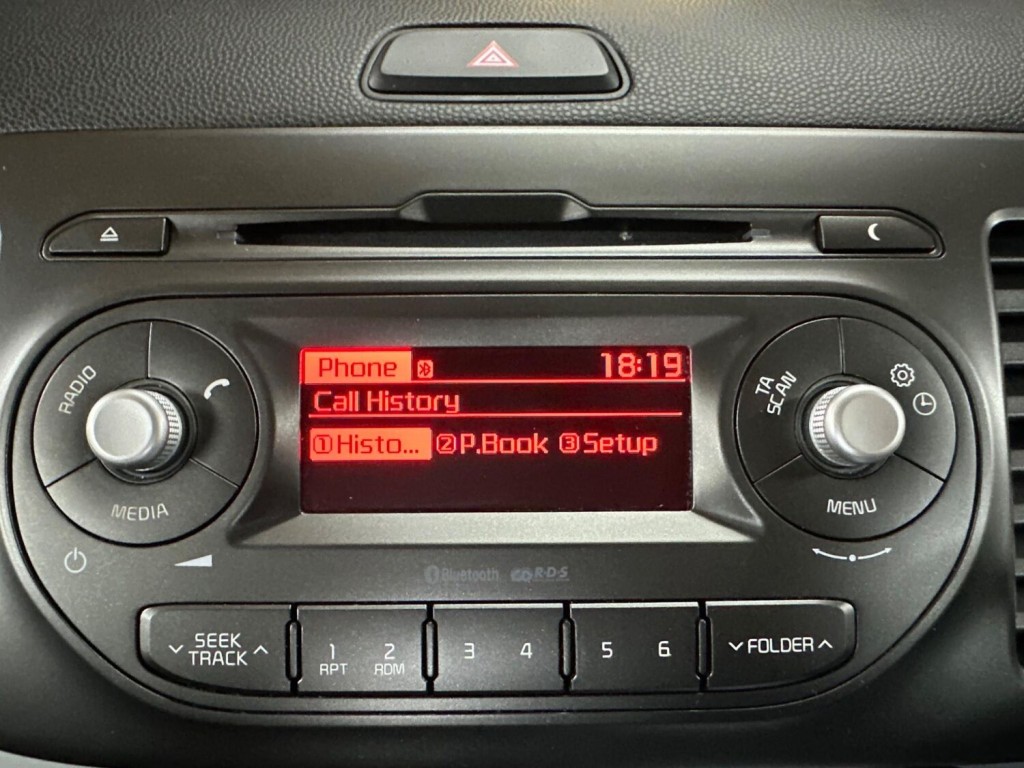 Phone 18:19
Call History
①Histo... ②P.Book ③Setup
RADIO
MEDIA
TA
SCAN
MENU
Bluetooth R·D·S
SEEK
TRACK
1 2 3 4 5 6
RPT RDM
FOLDER